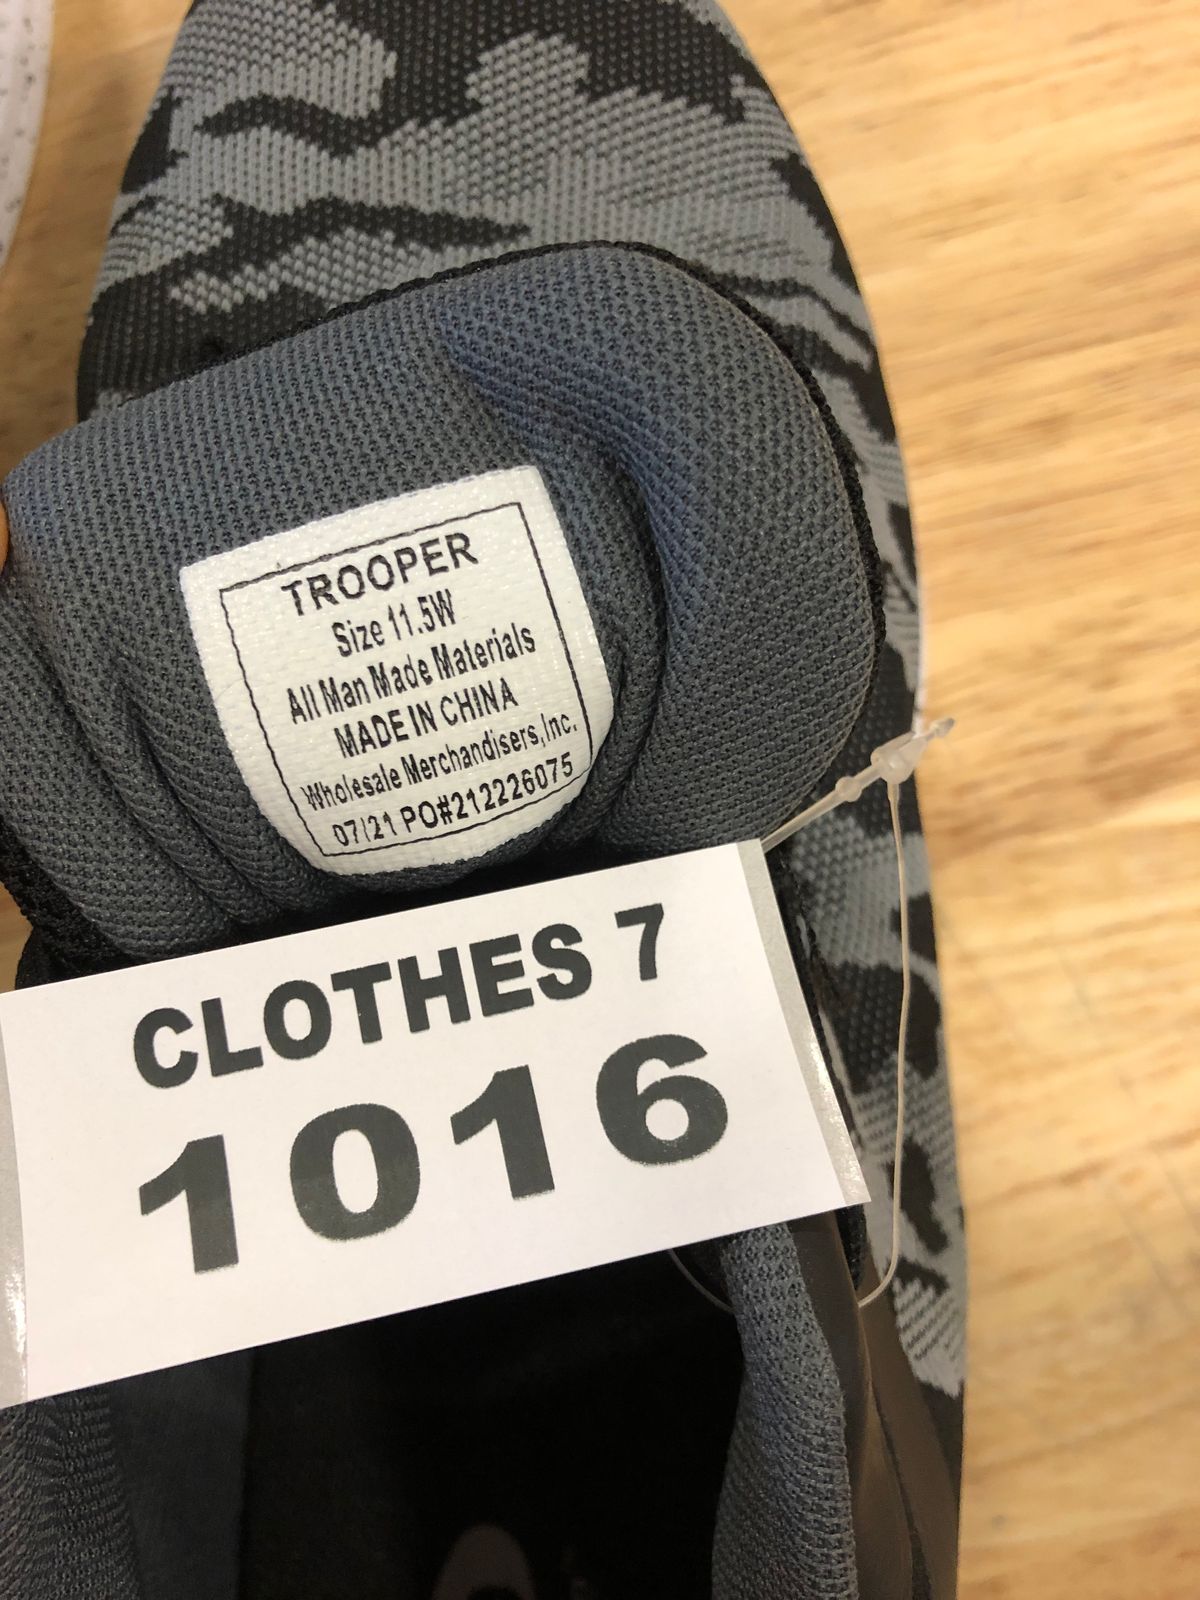 TROOPER
Size 11.5W
All Man Made Materials
MADE IN CHINA
Wholesale Merchandisers,Inc.
07/21 PO#212226075
CLOTHES 7
1016